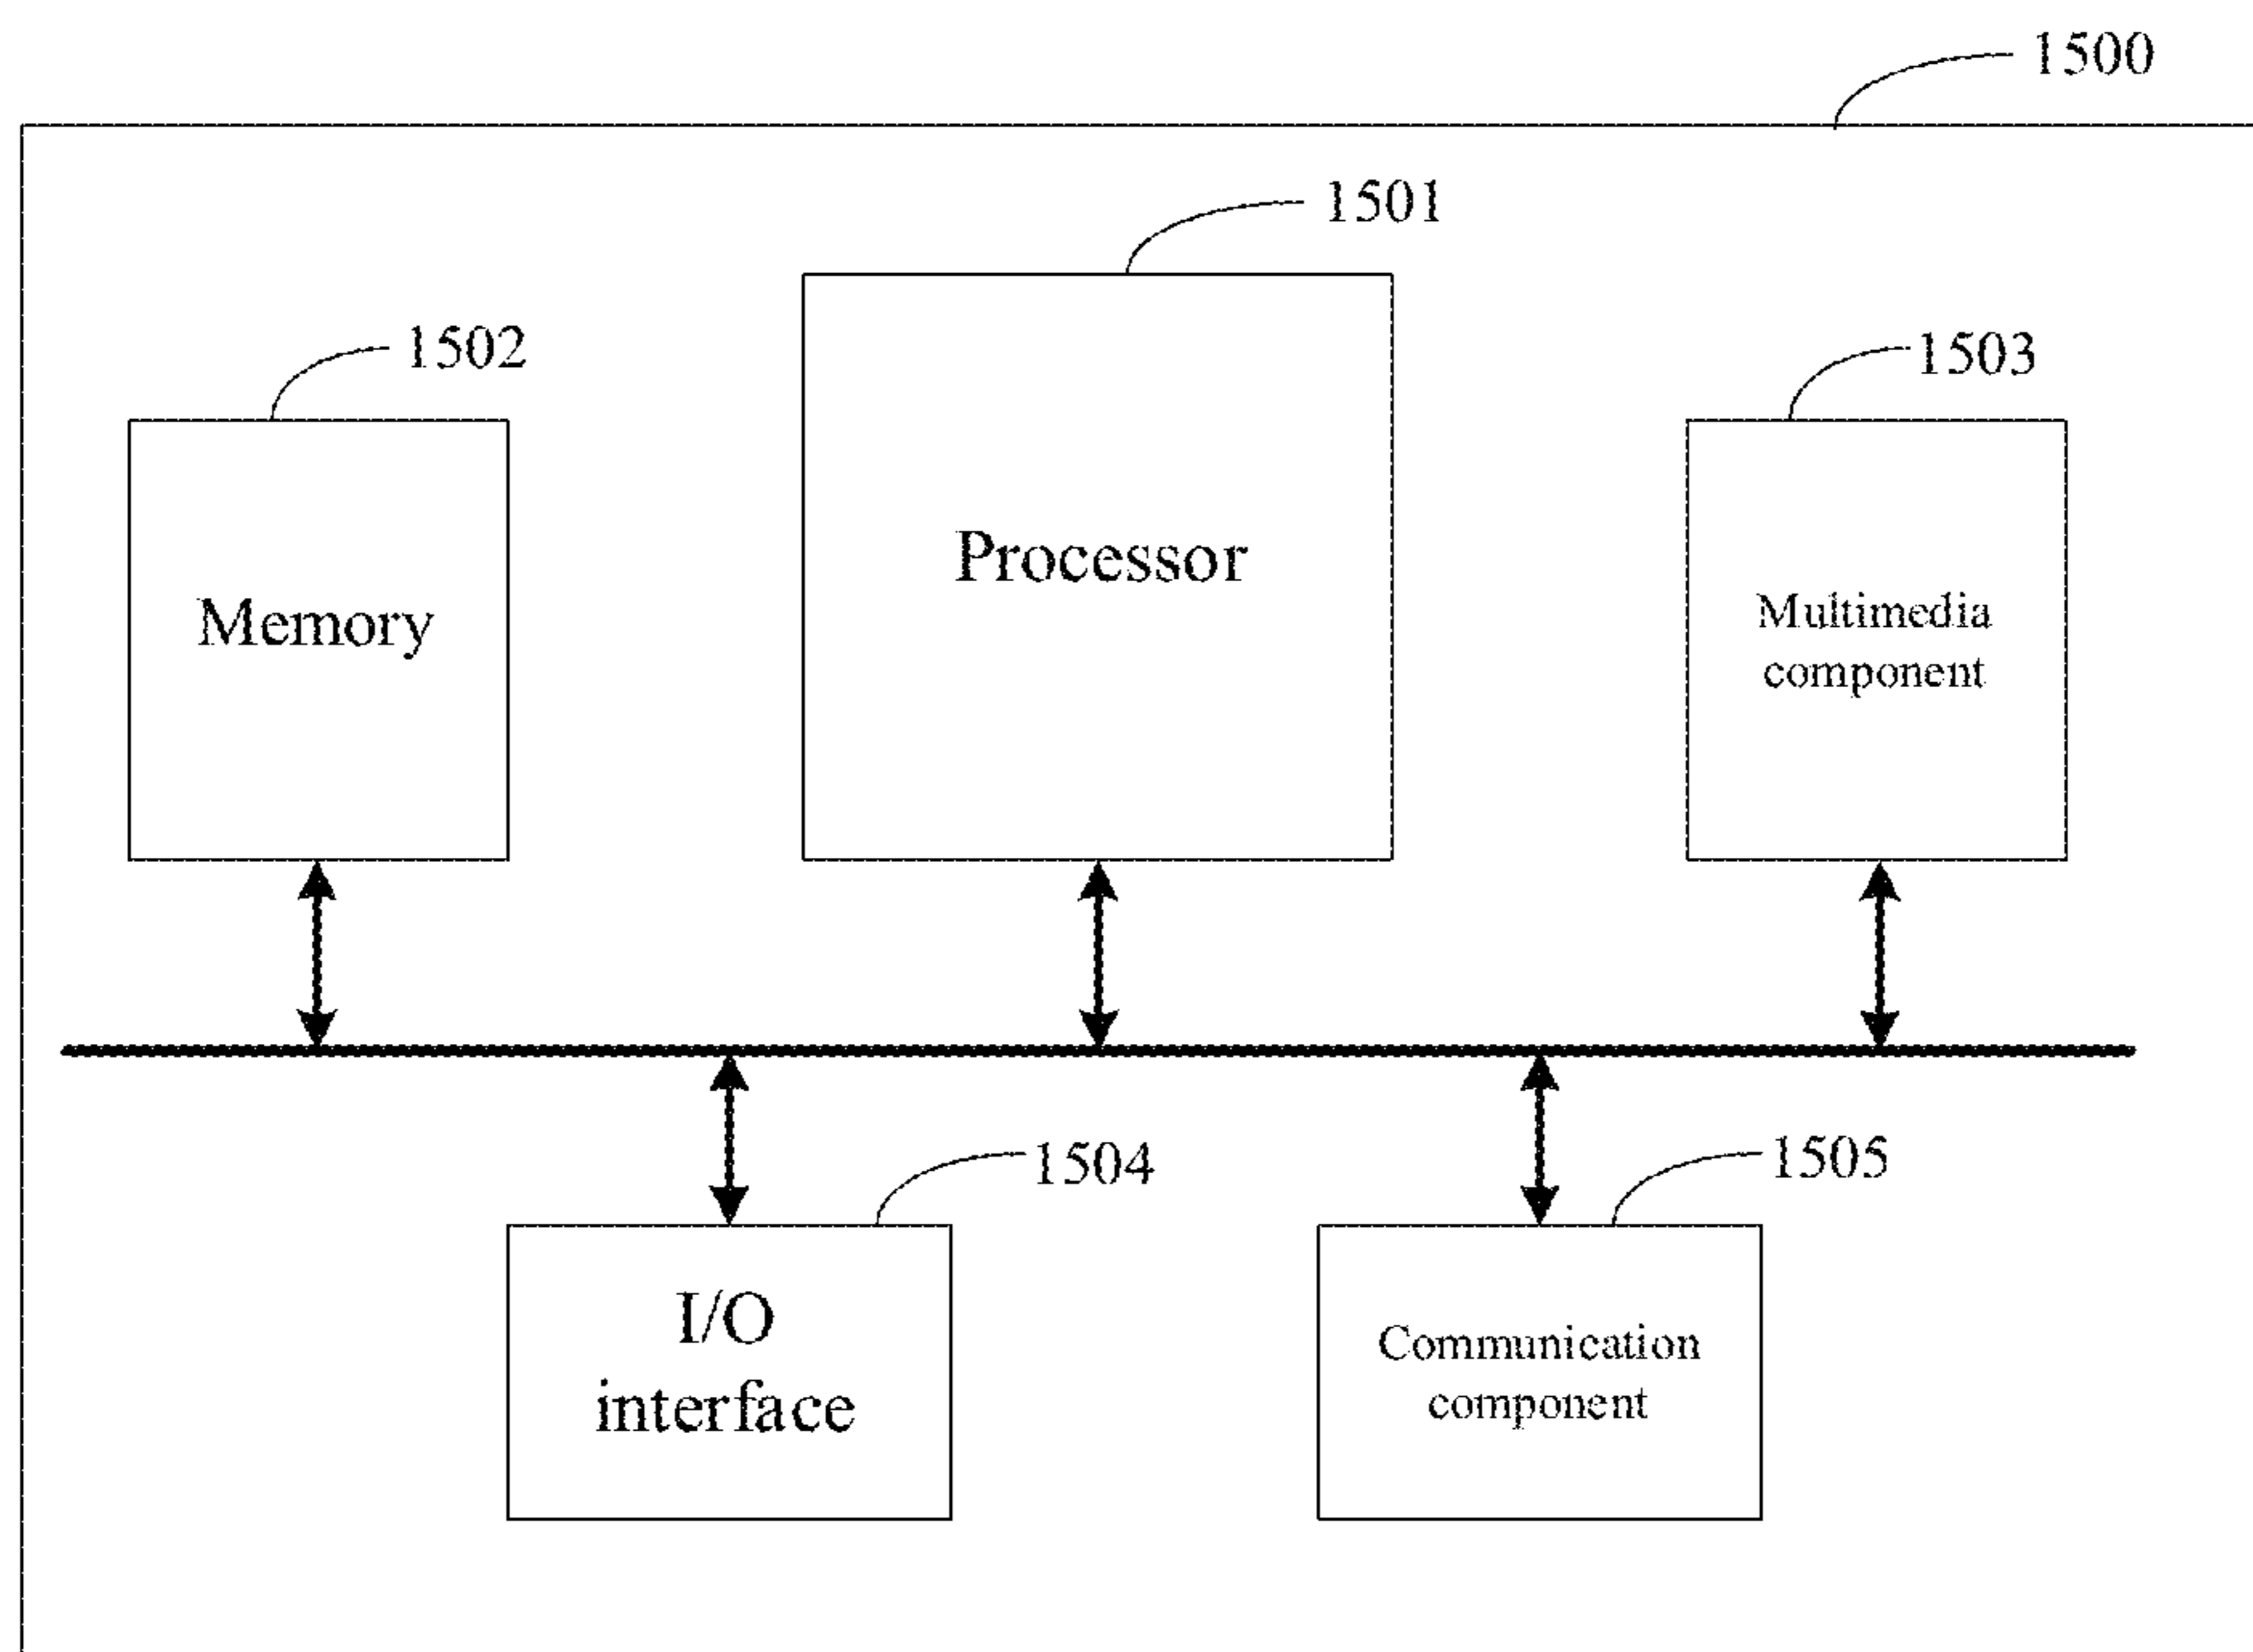 1500
1501
1502
1503
Processor
Memory
Multimedia
component
1504
1505
I/O
interface
Communication
component